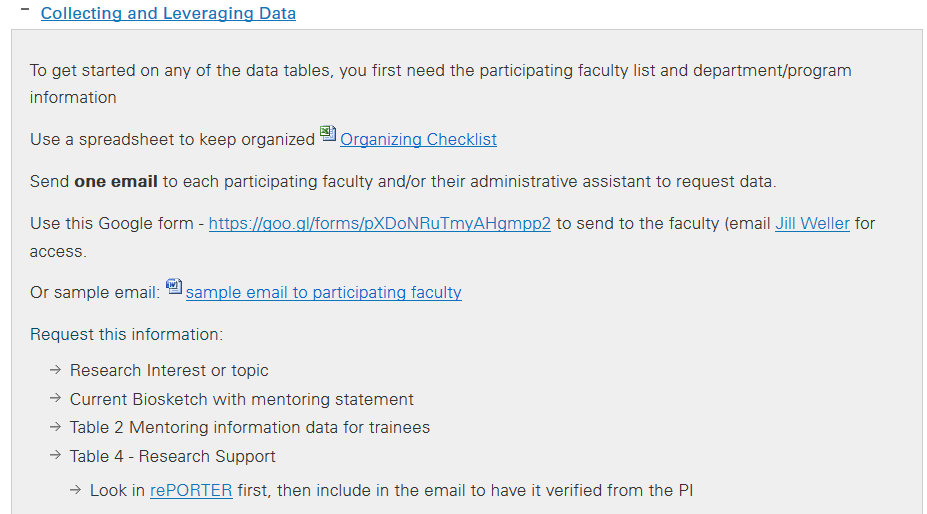 Collecting and Leveraging Data
To get started on any of the data tables, you first need the participating faculty list and department/program
information
Use a spreadsheet to keep organized Organizing Checklist
Send one email to each participating faculty and/or their administrative assistant to request data.
Use this Google form - https://goo.gl/forms/pXDoNRuTmyAHgmpp2 to send to the faculty (email Jill Weller for
access.
Or sample email: sample email to participating faculty
Request this information:
→ Research Interest or topic
→ Current Biosketch with mentoring statement
→ Table 2 Mentoring information data for trainees
→ Table 4 - Research Support
→ Look in rePORTER first, then include in the email to have it verified from the PI